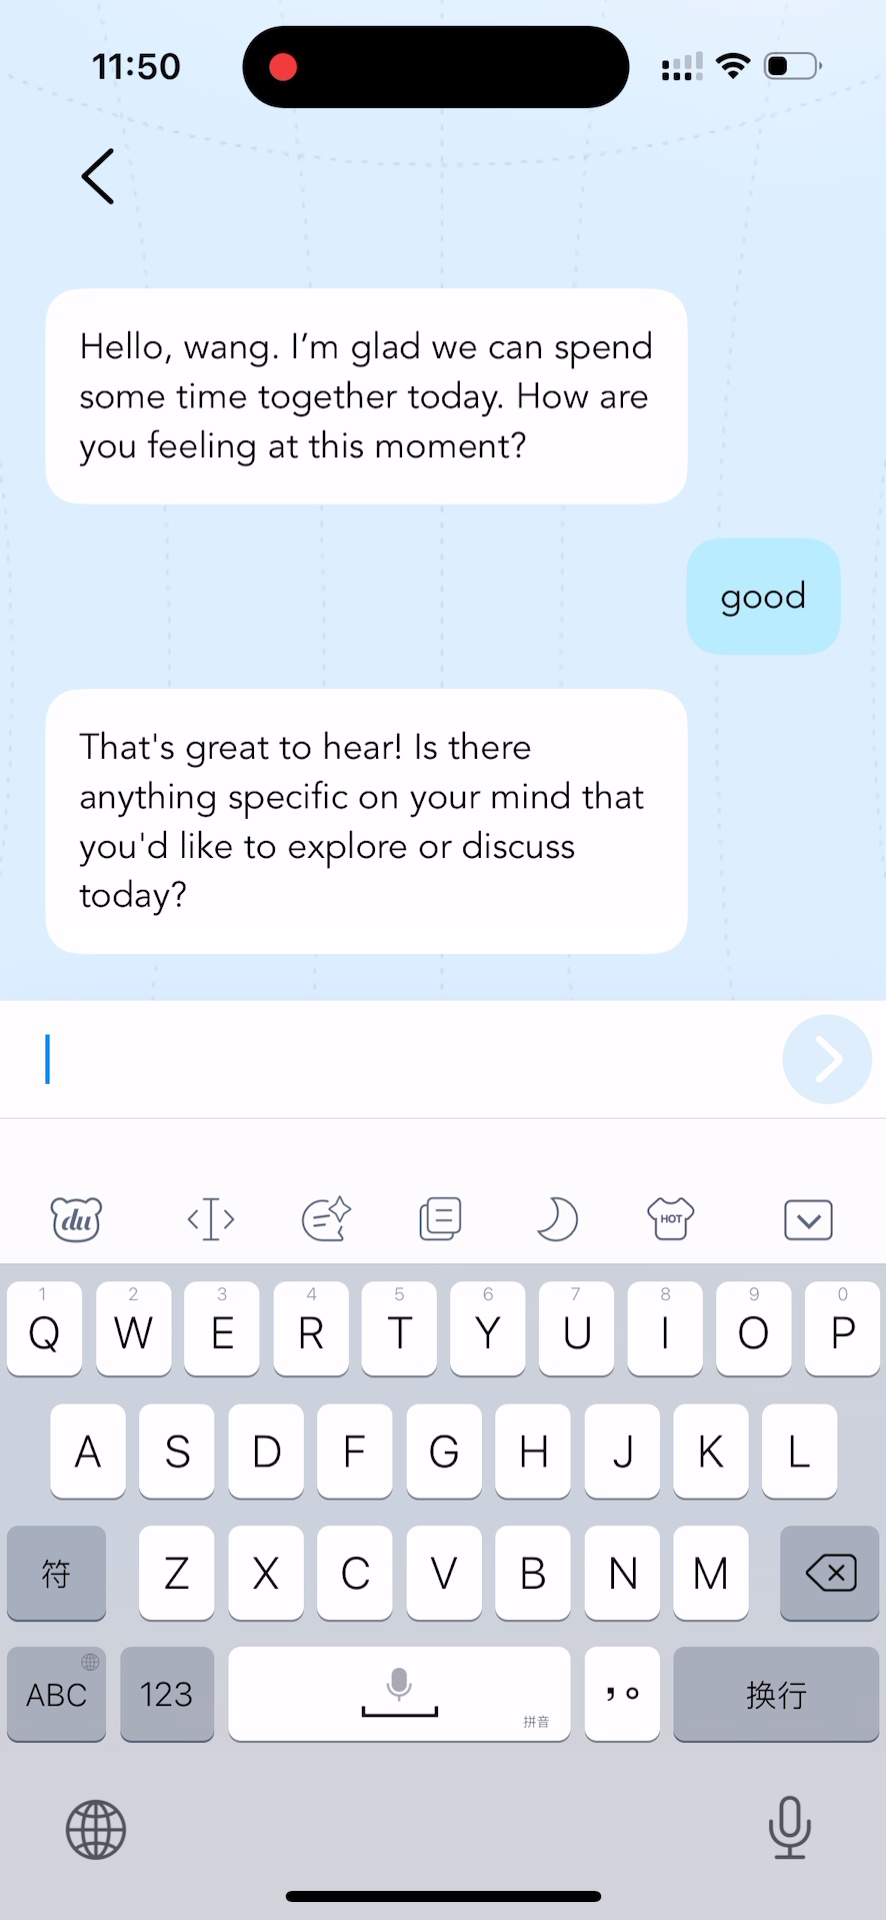 11:50
Hello, wang. I’m glad we can spend
some time together today. How are
you feeling at this moment?
good
That's great to hear! Is there
anything specific on your mind that
you'd like to explore or discuss
today?
du
HOT
1 2 3 4 5 6 7 8 9 0
Q W E R T Y U I O P
A S D F G H J K L
符 Z X C V B N M
ABC 123 拼音 ，。 换行